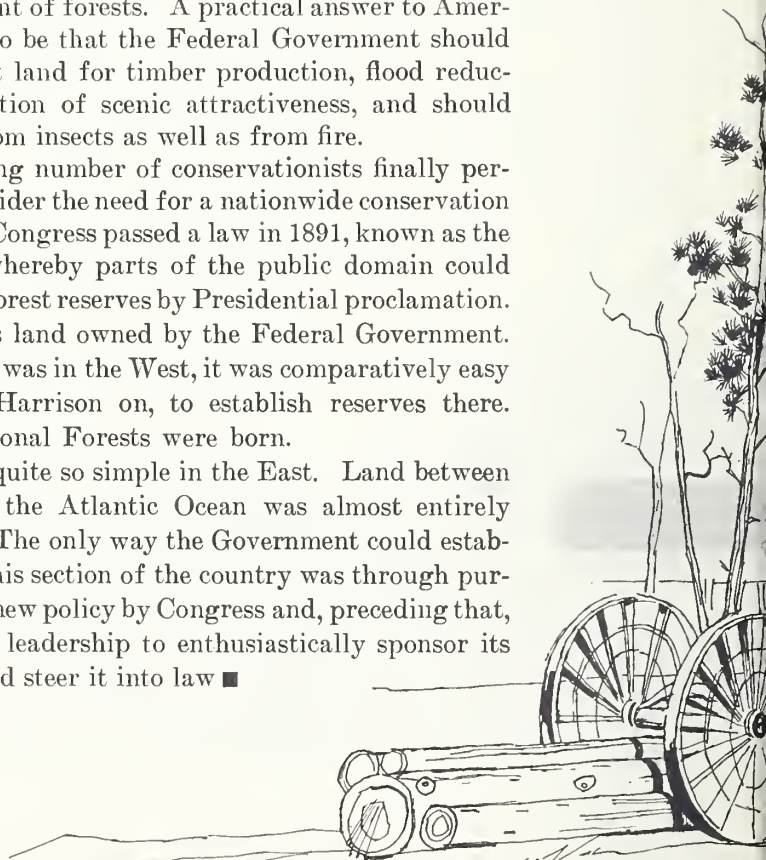 nt of forests. A practical answer to Amer-
o be that the Federal Government should
land for timber production, flood reduc-
tion of scenic attractiveness, and should
om insects as well as from fire.
ng number of conservationists finally per-
ider the need for a nationwide conservation
Congress passed a law in 1891, known as the
whereby parts of the public domain could
orest reserves by Presidential proclamation.
s land owned by the Federal Government.
was in the West, it was comparatively easy
Harrison on, to establish reserves there.
onal Forests were born.
quite so simple in the East. Land between
the Atlantic Ocean was almost entirely
The only way the Government could estab-
his section of the country was through pur-
new policy by Congress and, preceding that,
leadership to enthusiastically sponsor its
d steer it into law ■